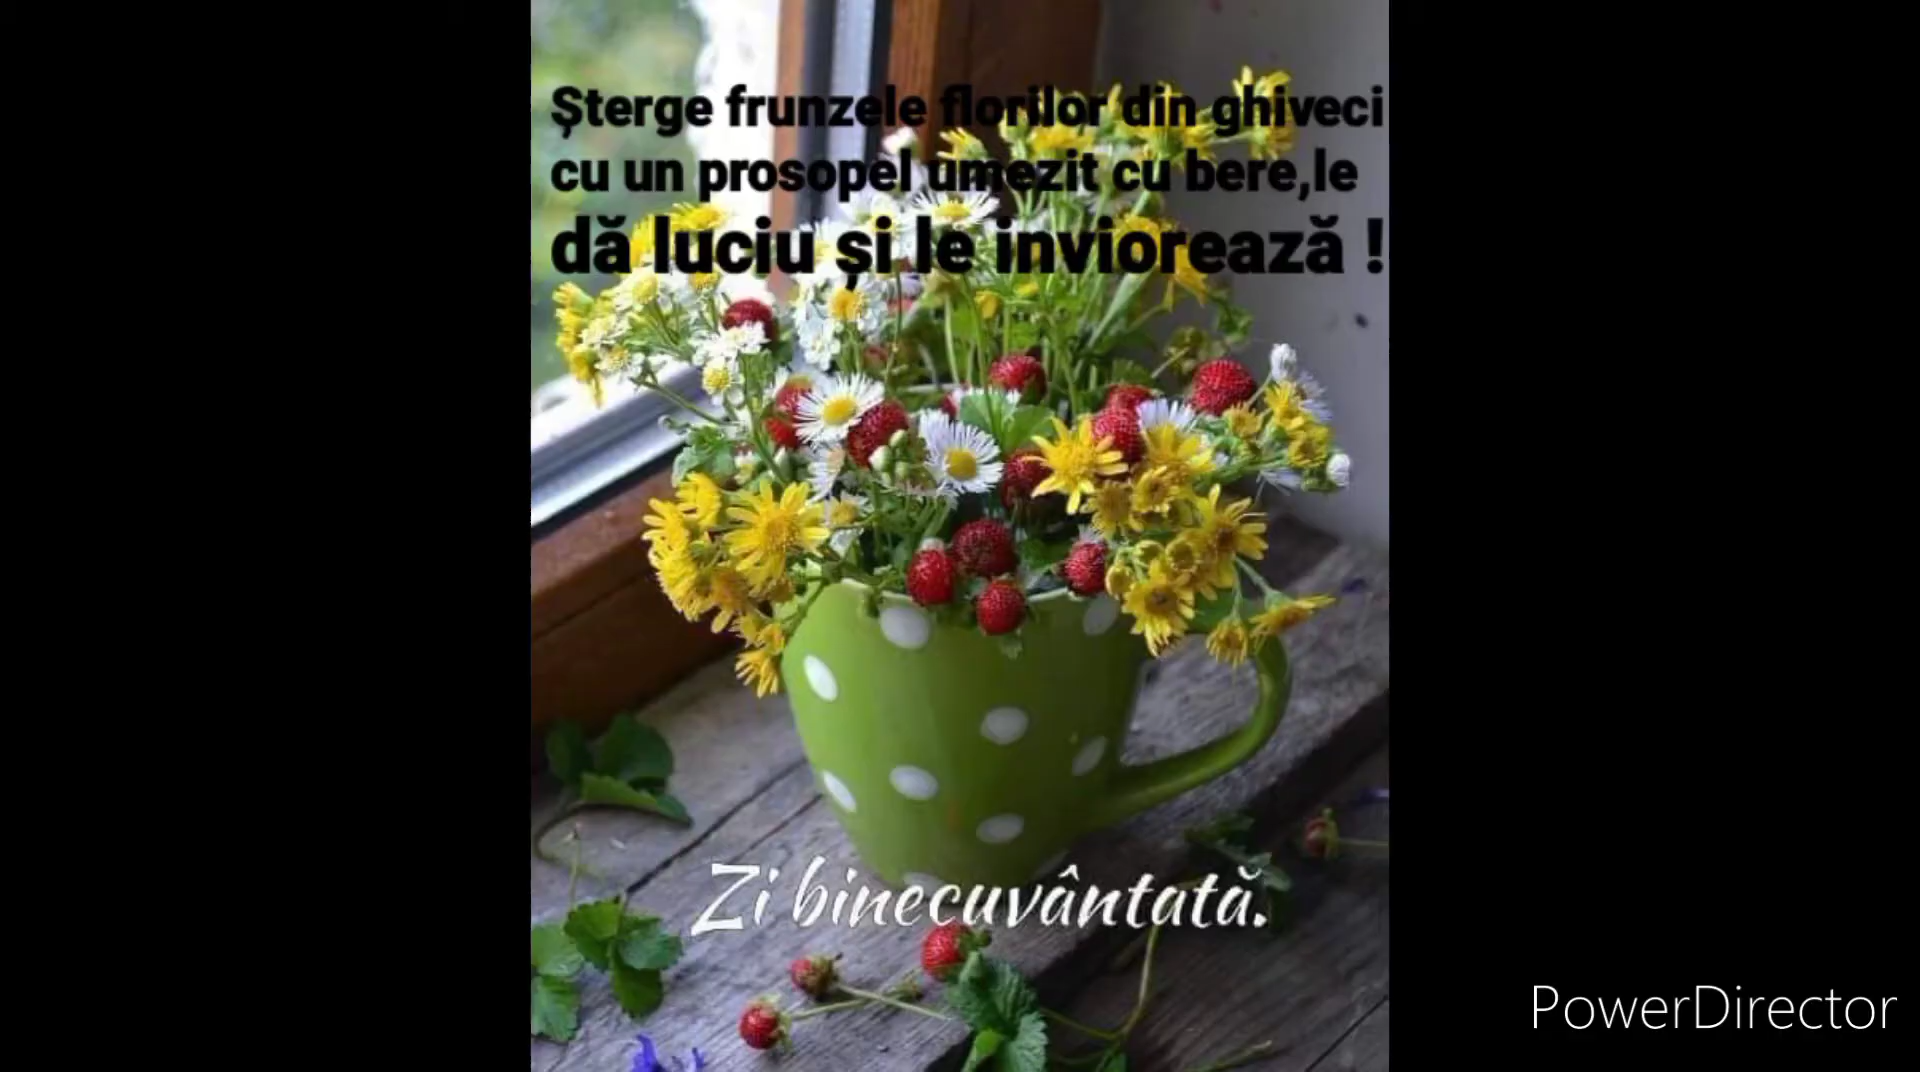 Șterge frunzele florilor din ghiveci
cu un prosopel umezit cu bere,le
dă luciu și le inviorează !
Zi binecuvântată.
PowerDirector